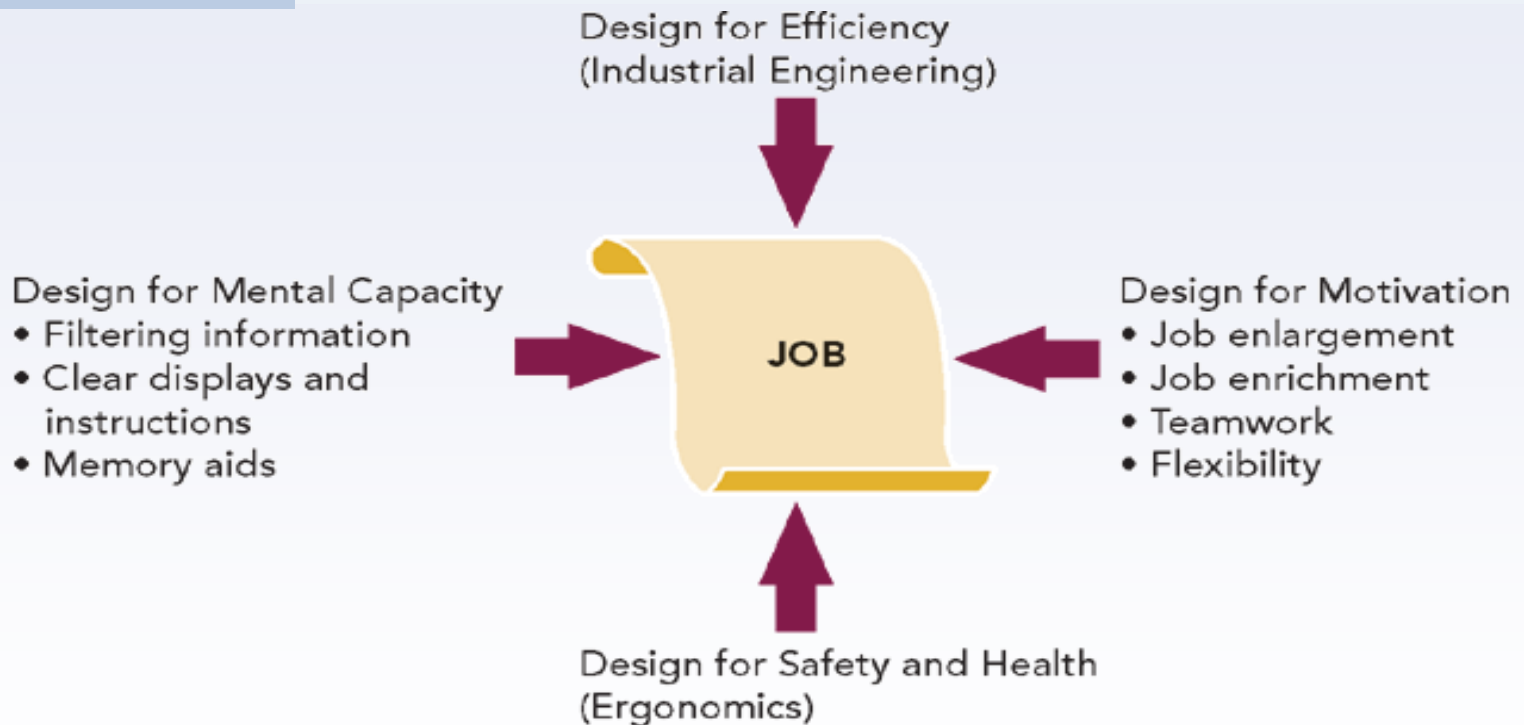 Design for Efficiency
(Industrial Engineering)
Design for Mental Capacity
• Filtering information
• Clear displays and
instructions
• Memory aids
JOB
Design for Motivation
• Job enlargement
• Job enrichment
• Teamwork
• Flexibility
Design for Safety and Health
(Ergonomics)